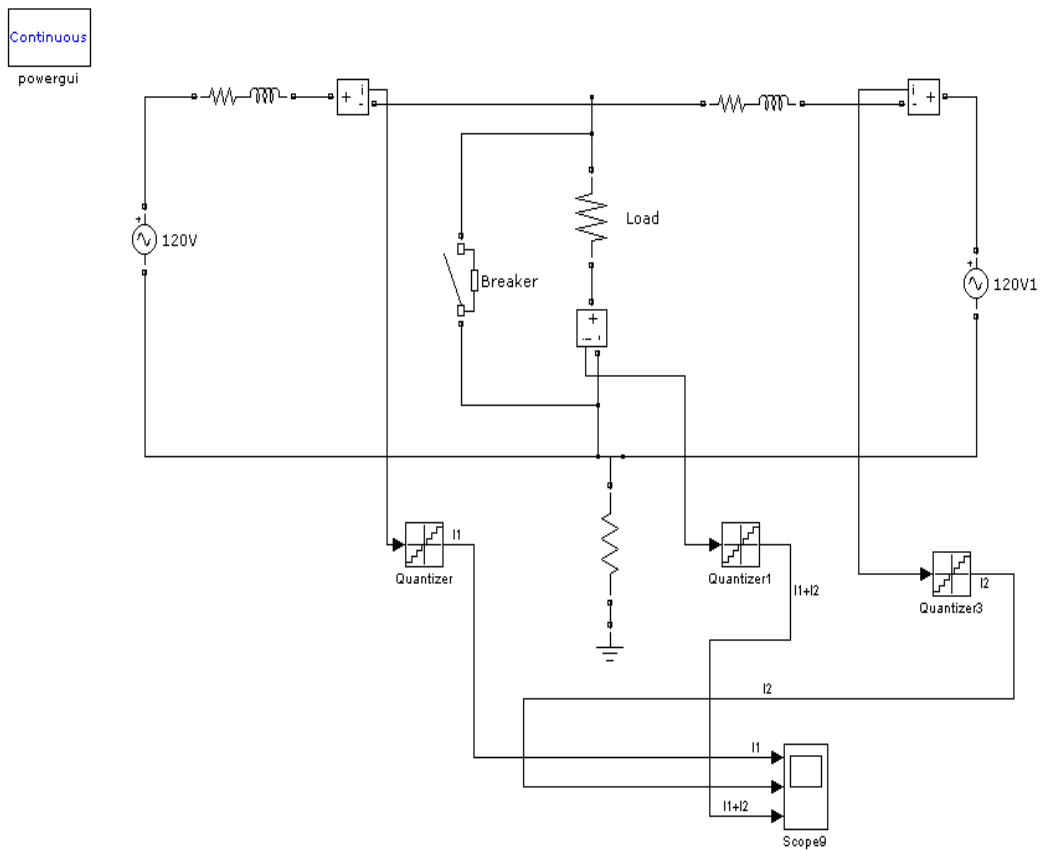 Continuous
powergui
120V
Load
Breaker
120V1
I1
Quantizer
Quantizer1
I1+I2
I2
Quantizer3
I2
I1
I1+I2
Scope9